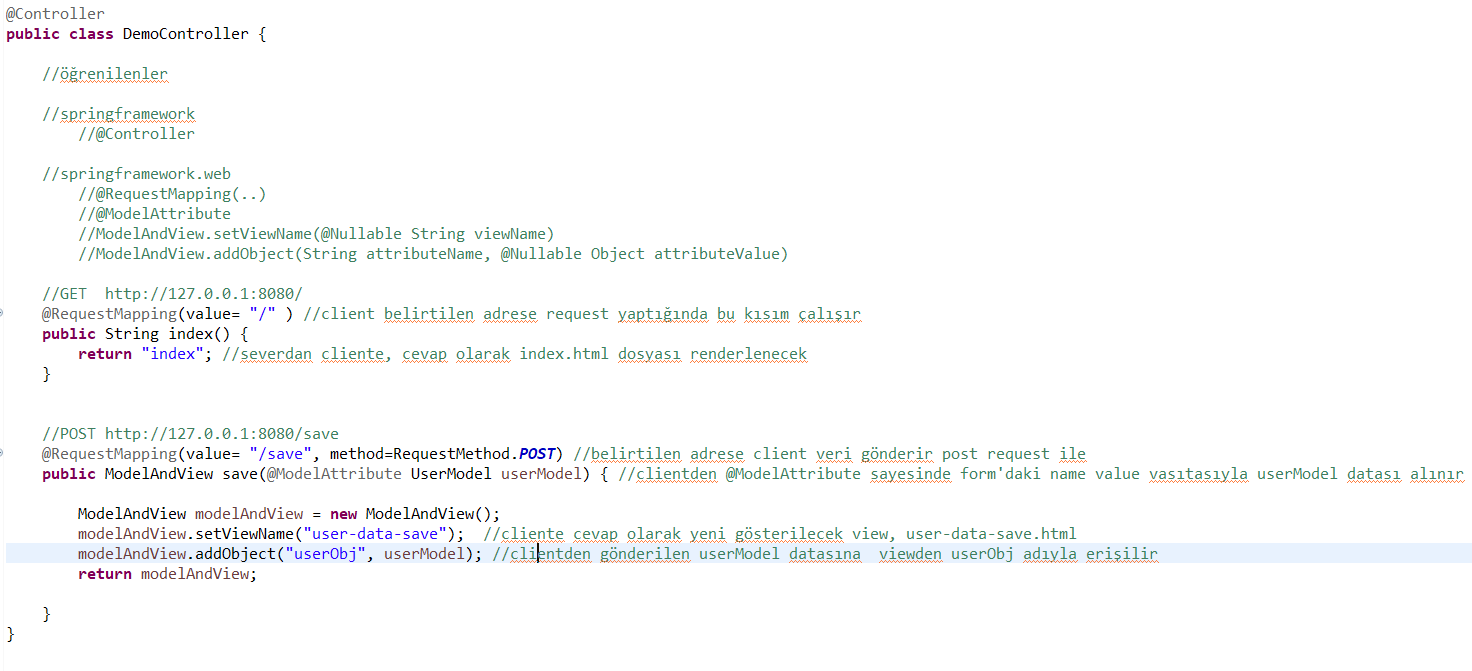 @Controller
public class DemoController {
//öğrenilenler
//springframework
//@Controller
//springframework.web
//@RequestMapping(..)
//@ModelAttribute
//ModelAndView.setViewName(@Nullable String viewName)
//ModelAndView.addObject(String attributeName, @Nullable Object attributeValue)
//GET  http://127.0.0.1:8080/
@RequestMapping(value= "/" ) //client belirtilen adrese request yaptığında bu kısım çalışır
public String index() {
return "index"; //severdan cliente, cevap olarak index.html dosyası renderlenecek
}
//POST http://127.0.0.1:8080/save
@RequestMapping(value= "/save", method=RequestMethod.POST) //belirtilen adrese client veri gönderir post request ile
public ModelAndView save(@ModelAttribute UserModel userModel) { //clientden @ModelAttribute sayesinde form'daki name value vasıtasıyla userModel datası alınır
ModelAndView modelAndView = new ModelAndView();
modelAndView.setViewName("user-data-save");  //cliente cevap olarak yeni gösterilecek view, user-data-save.html
modelAndView.addObject("userObj", userModel); //clientden gönderilen userModel datasına  viewden userObj adıyla erişilir
return modelAndView;
}
}